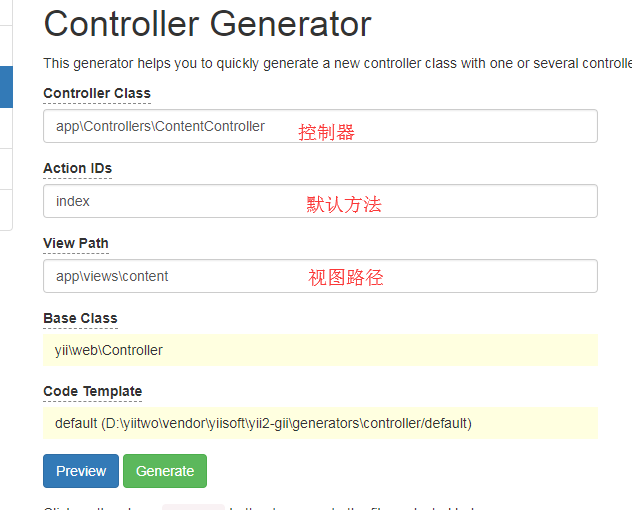 Controller Generator
This generator helps you to quickly generate a new controller class with one or several
Controller Class
app\Controllers\ContentController 控制器
Action IDs
index 默认方法
View Path
app\views\content 视图路径
Base Class
yii\web\Controller
Code Template
default (D:\yiitwo\vendor\yiisoft\yii2-gii\generators\controller/default)
Preview Generate